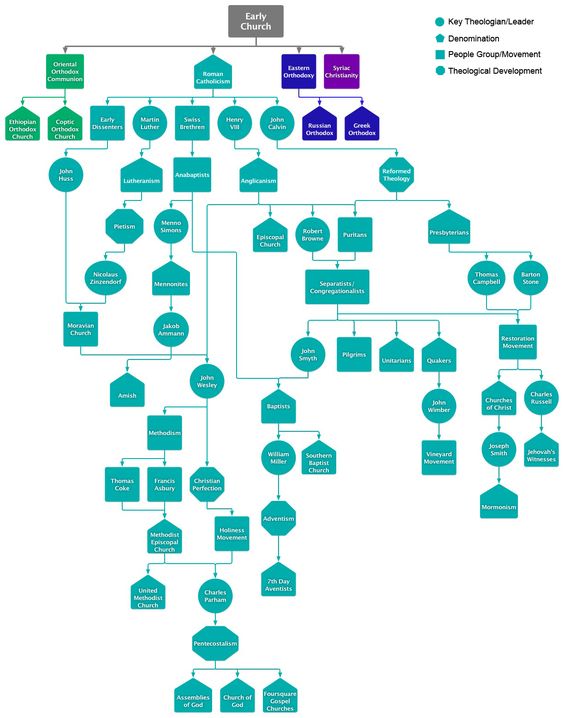 Early
Church
Key Theologian/Leader
Denomination
People Group/Movement
Theological Development
Oriental
Orthodox
Communion
Roman
Catholicism
Eastern
Orthodoxy
Syriac
Christianity
Ethiopian
Orthodox
Church
Coptic
Orthodox
Church
Early
Dissenters
Martin
Luther
Swiss
Brethren
Henry
VIII
John
Calvin
Russian
Orthodox
Greek
Orthodox
John
Huss
Lutheranism
Anabaptists
Anglicanism
Reformed
Theology
Pietism
Menno
Simons
Episcopal
Church
Robert
Browne
Puritans
Presbyterians
Nicolaus
Zinzendorf
Mennonites
Separatists/
Congregationalists
Thomas
Campbell
Barton
Stone
Moravian
Church
Jakob
Ammann
John
Smyth
Pilgrims
Unitarians
Quakers
Restoration
Movement
Amish
John
Wesley
Baptists
John
Wimber
Churches
of Christ
Charles
Russell
Methodism
William
Miller
Southern
Baptist
Church
Vineyard
Movement
Joseph
Smith
Jehovah's
Witnesses
Thomas
Coke
Francis
Asbury
Christian
Perfection
Mormonism
Methodist
Episcopal
Church
Holiness
Movement
Adventism
United
Methodist
Church
Charles
Parham
7th Day
Aventists
Pentecostalism
Assemblies
of God
Church of
God
Foursquare
Gospel
Churches